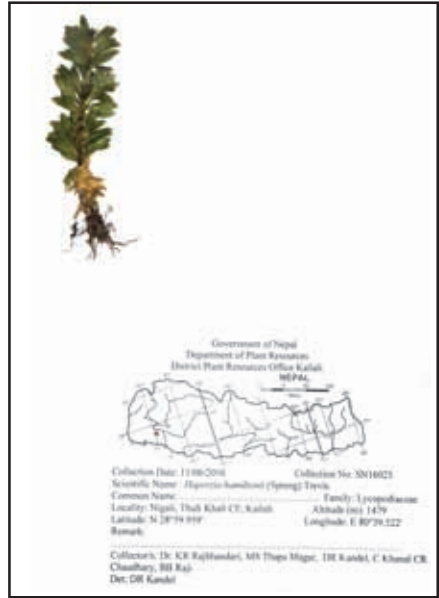 Government of Nepal
Department of Plant Resources
District Plant Resources Office Kailali
NEPAL
Collection Date: 11/06/2016 Collection No: SN16023
Scientific Name: Huperzia hamiltonii (Spreng) Trevis
Common Name: Family: Lycopodiaceae
Locality: Nigali, Thuli Khali CF, Kailali Altitude (m): 1479
Latitude: N 28°59.959' Longitude: E 80°39.522'
Remark:
Collector/s: Dr. KR Rajbhandari, MS Thapa Magar, DR Kandel, C Khanal CR
Chaudhary, BB Raji
Det: DR Kandel